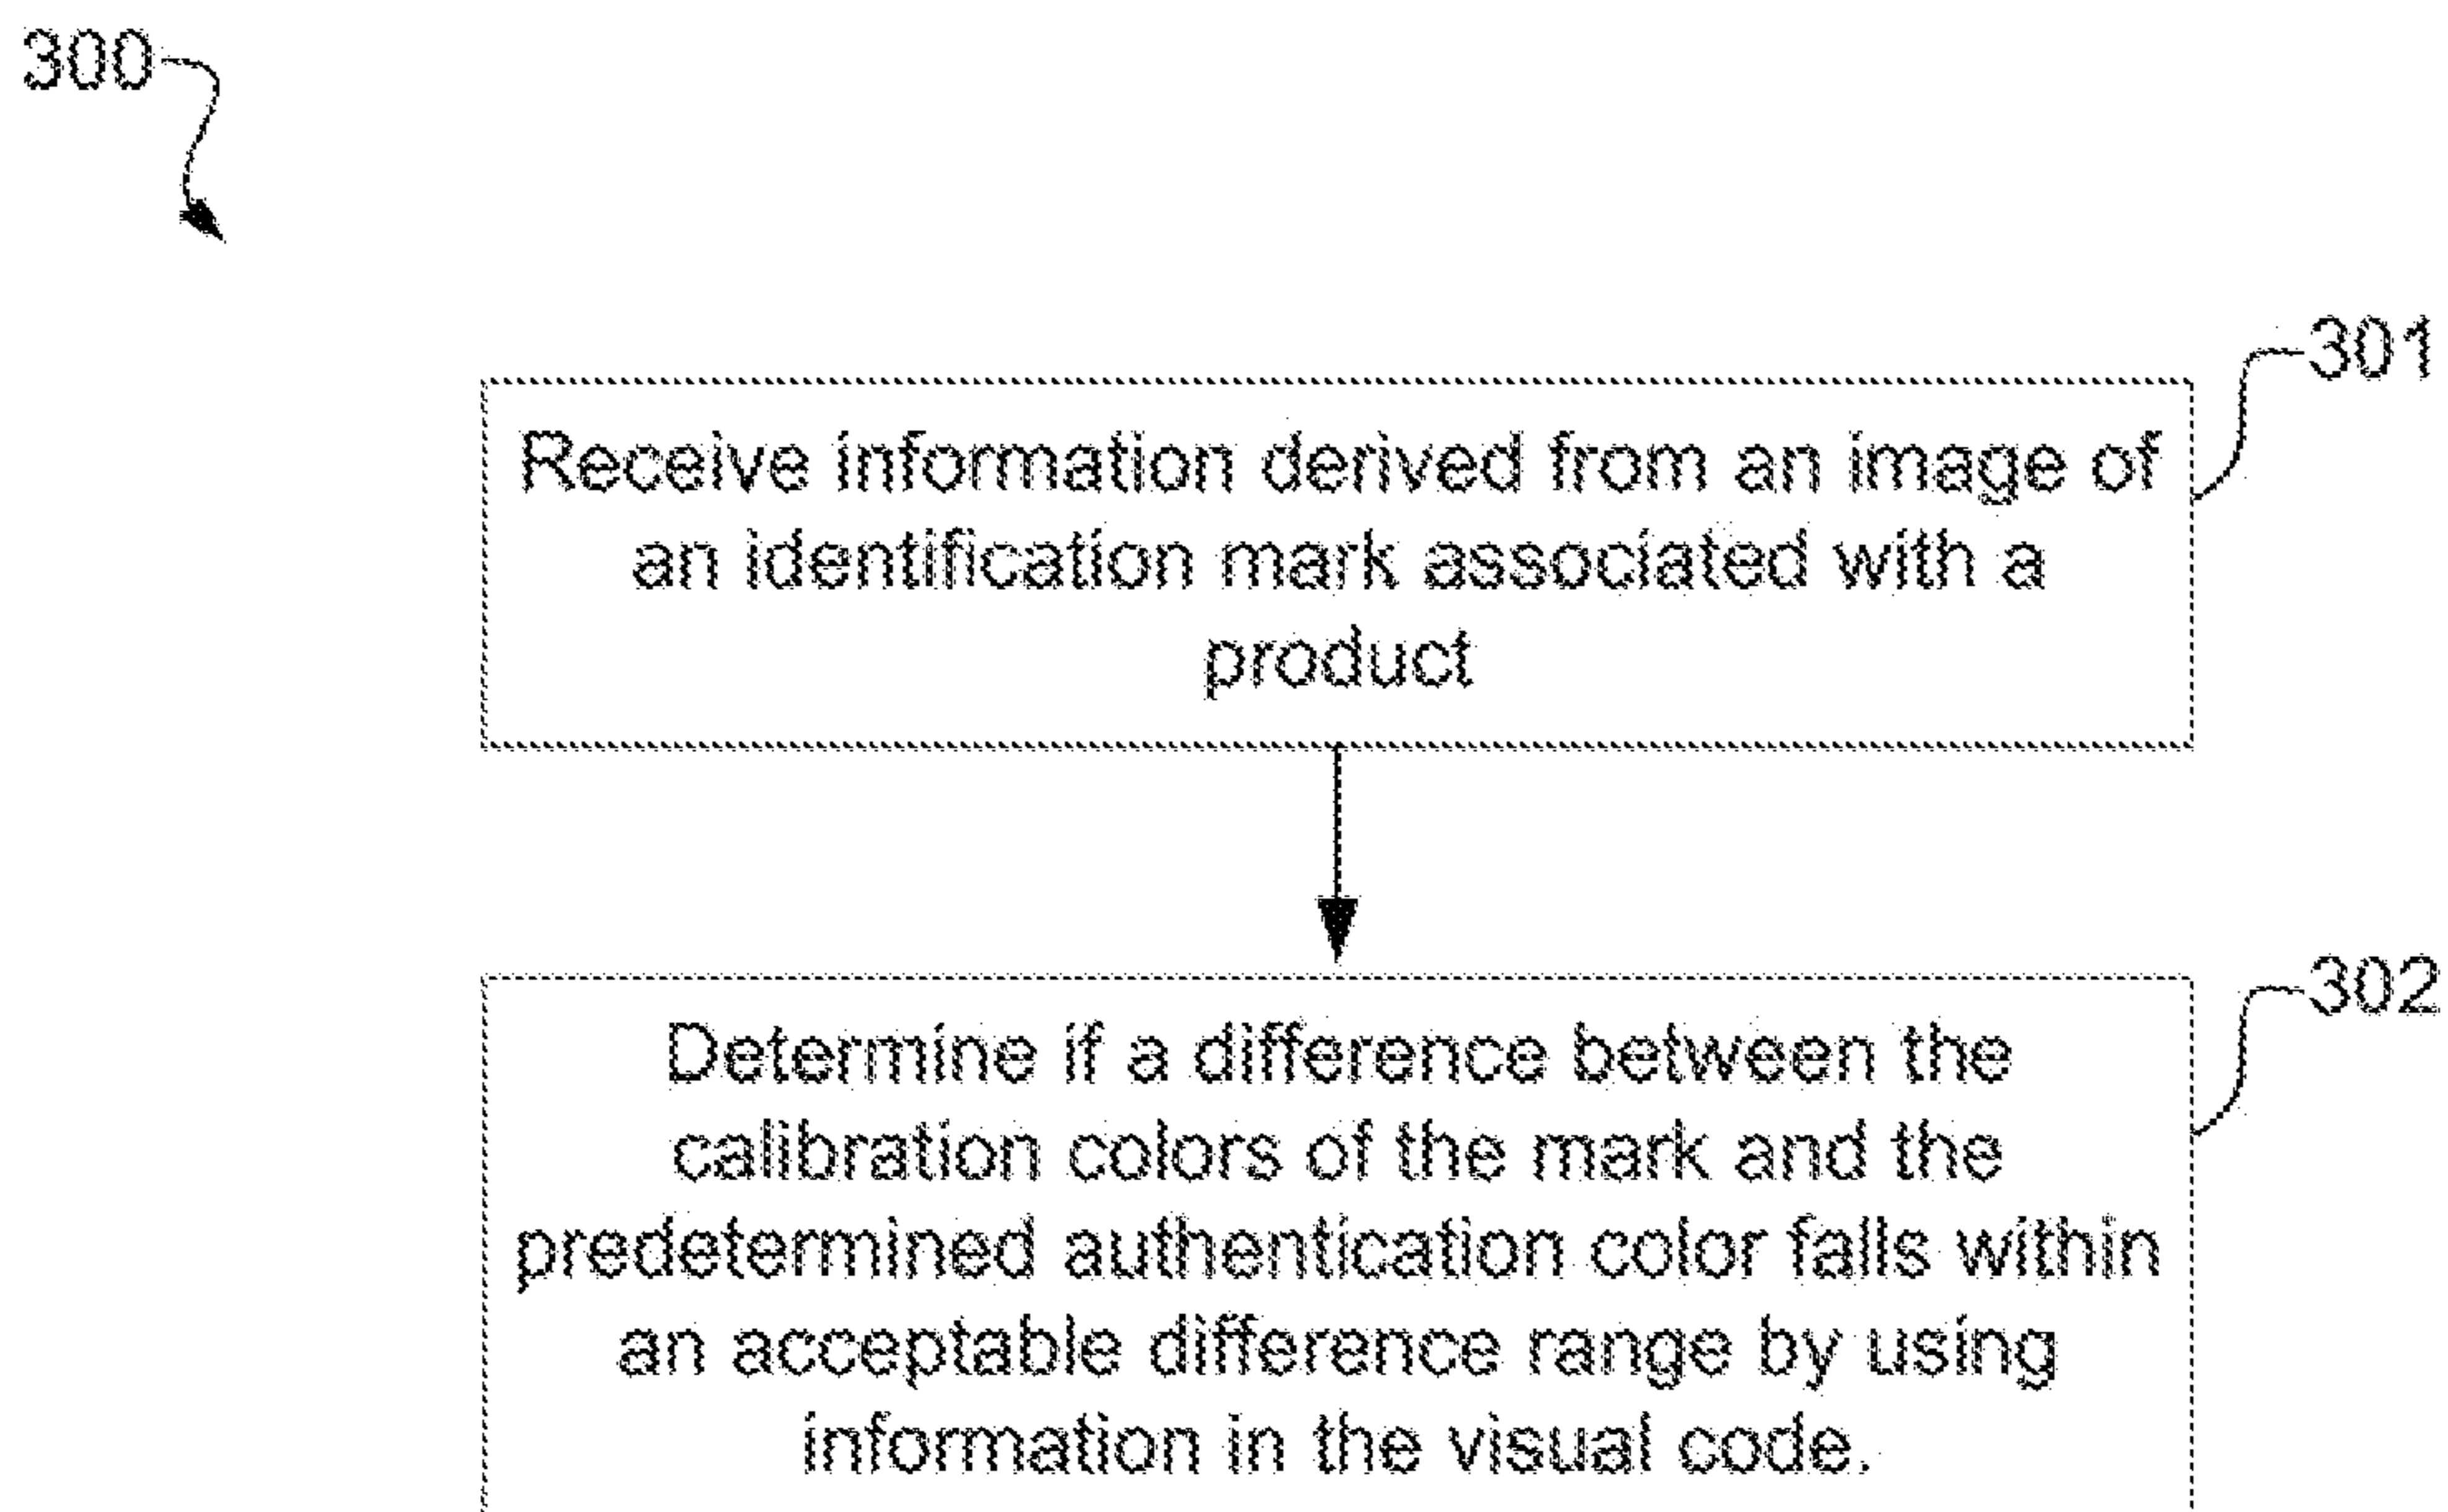 300
301
Receive information derived from an image of
an identification mark associated with a
product
302
Determine if a difference between the
calibration colors of the mark and the
predetermined authentication color falls within
an acceptable difference range by using
information in the visual code.